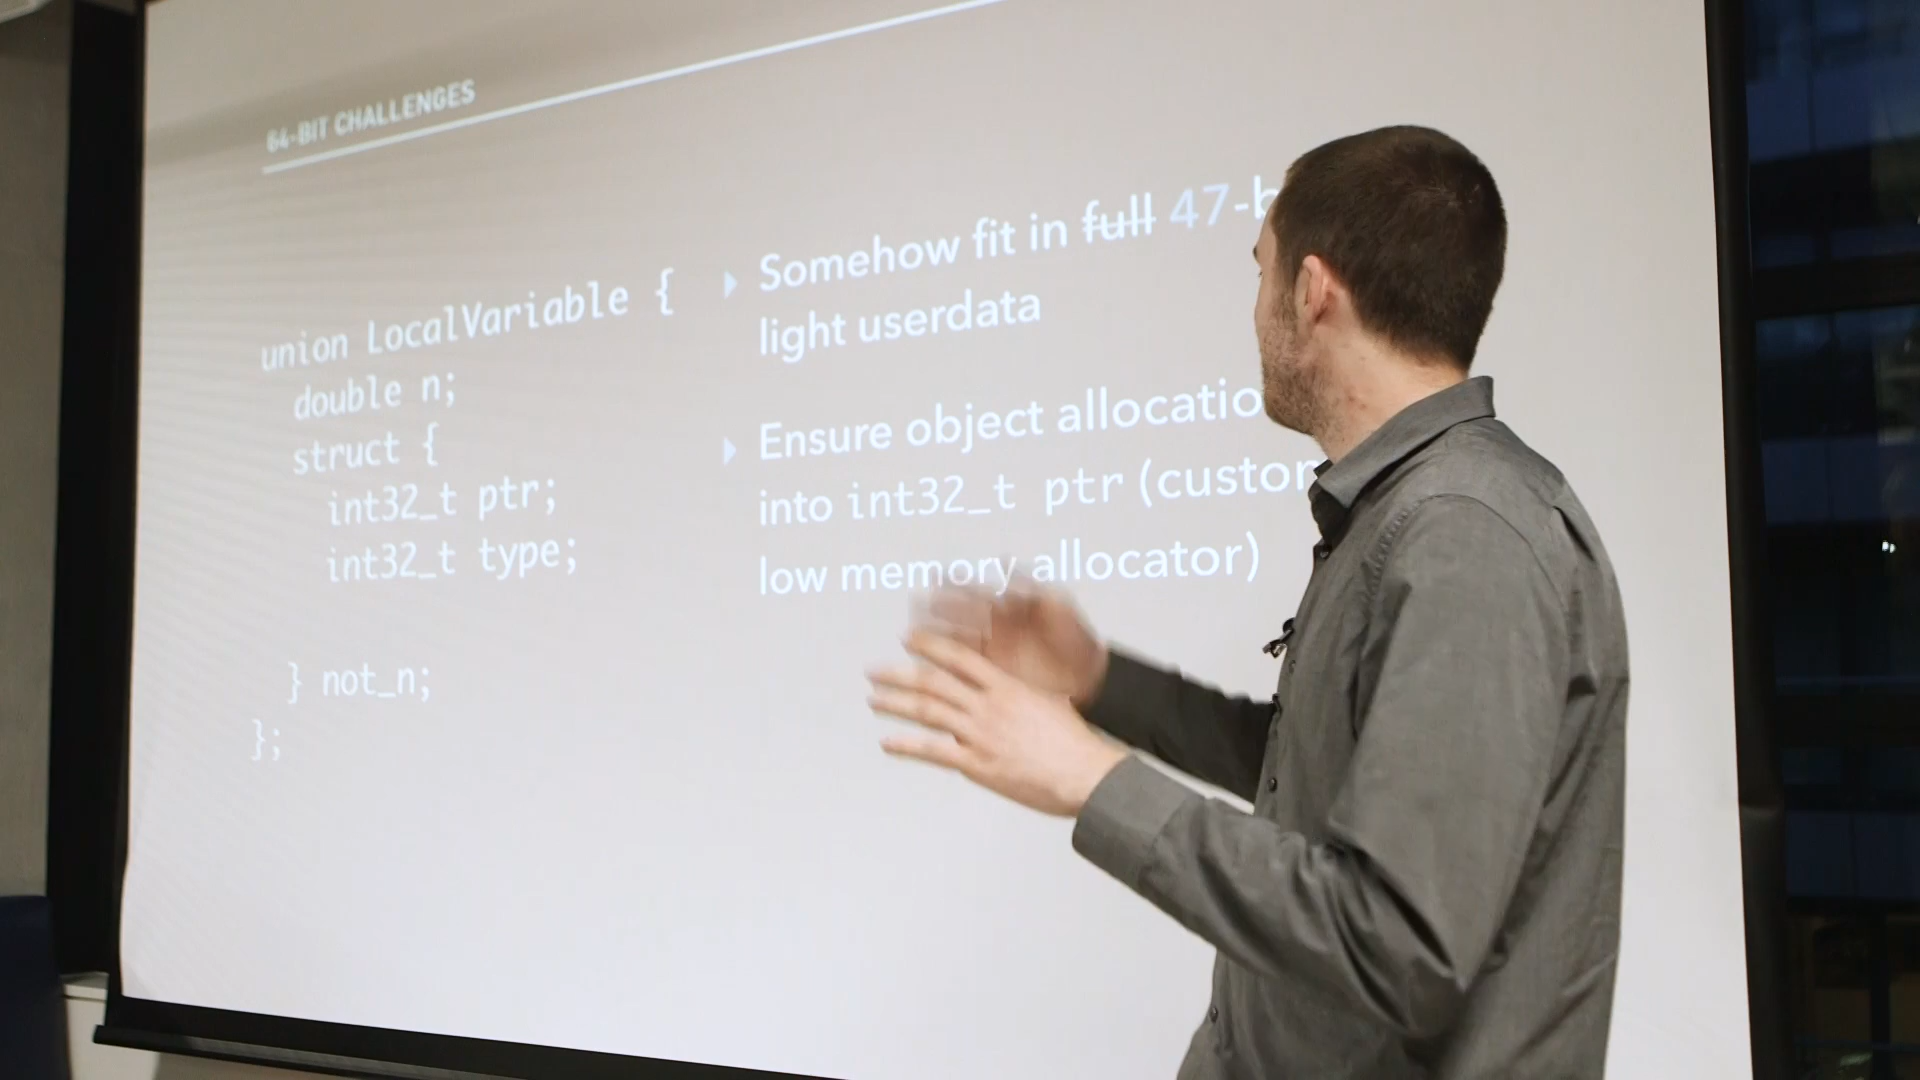 64-BIT CHALLENGES
union LocalVariable {
double n;
struct {
int32_t ptr;
int32_t type;
} not_n;
};
Somehow fit in full 47-b
light userdata
Ensure object allocatio
into int32_t ptr (custom
low memory allocator)